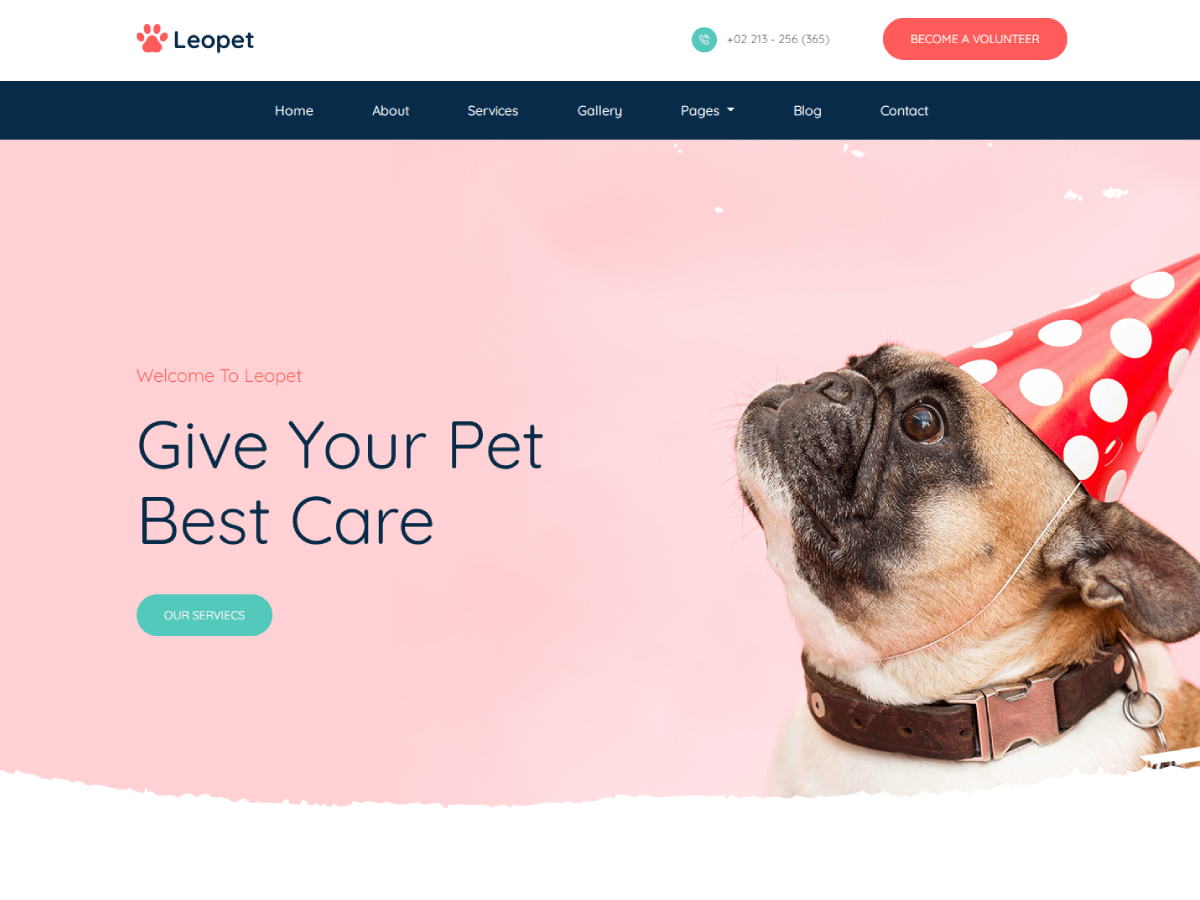 Leopet
+02 213 - 256 (365)
BECOME A VOLUNTEER
Home
About
Services
Gallery
Pages
Blog
Contact
Welcome To Leopet
Give Your Pet
Best Care
OUR SERVIECS